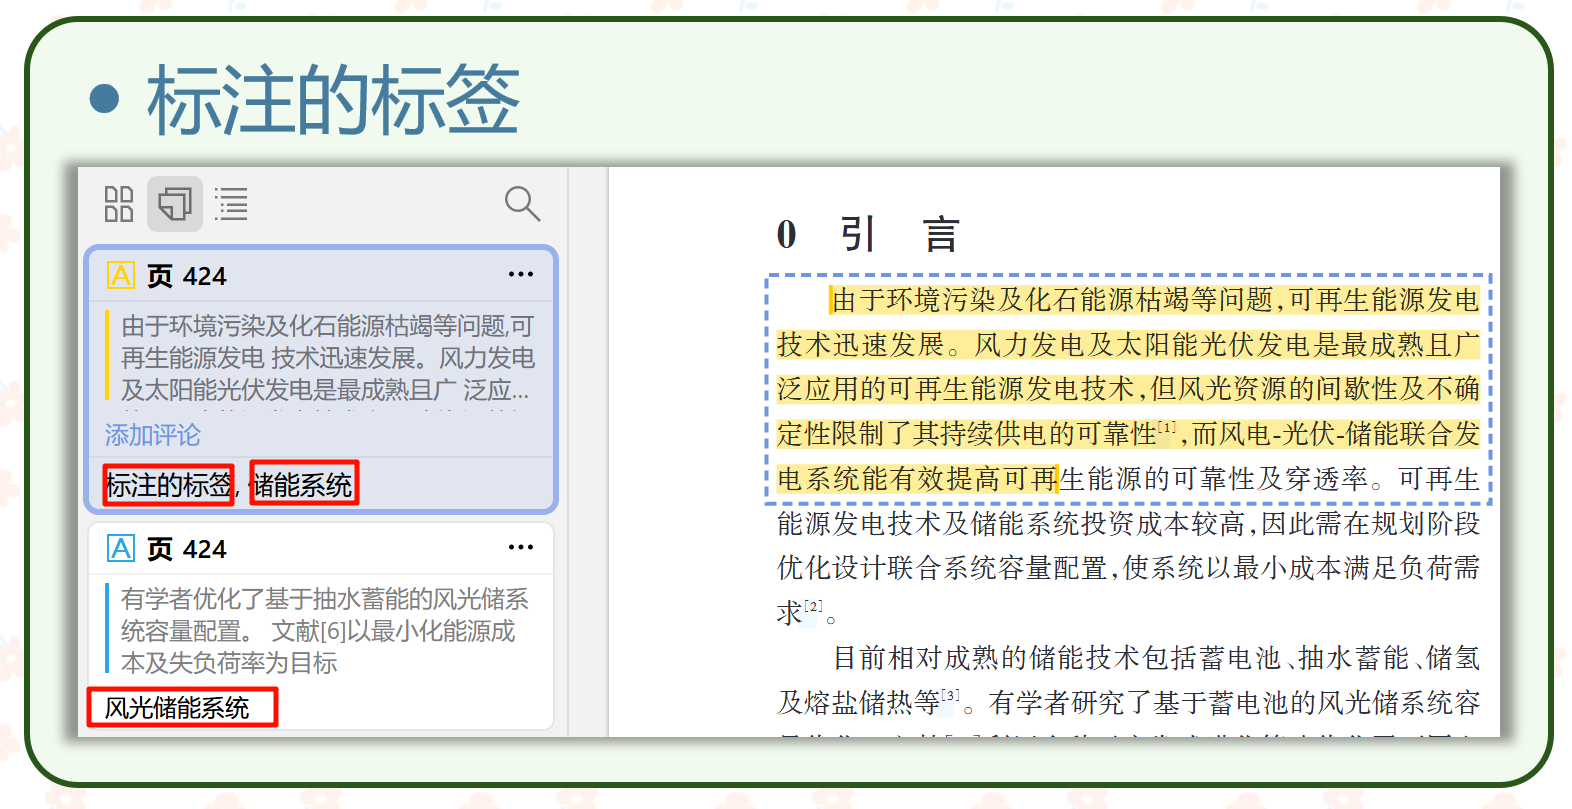 • 标注的标签
A 页 424 ...
由于环境污染及化石能源枯竭等问题,可
再生能源发电 技术迅速发展。风力发电
及太阳能光伏发电是最成熟且广 泛应...
添加评论
标注的标签, 储能系统
A 页 424 ...
有学者优化了基于抽水蓄能的风光储系
统容量配置。 文献[6]以最小化能源成
本及失负荷率为目标
风光储能系统
0 引 言
由于环境污染及化石能源枯竭等问题,可再生能源发电
技术迅速发展。风力发电及太阳能光伏发电是最成熟且广
泛应用的可再生能源发电技术,但风光资源的间歇性及不确
定性限制了其持续供电的可靠性[1],而风电-光伏-储能联合发
电系统能有效提高可再生能源的可靠性及穿透率。可再生
能源发电技术及储能系统投资成本较高,因此需在规划阶段
优化设计联合系统容量配置,使系统以最小成本满足负荷需
求[2]。
目前相对成熟的储能技术包括蓄电池、抽水蓄能、储氢
及熔盐储热等[3]。有学者研究了基于蓄电池的风光储系统容